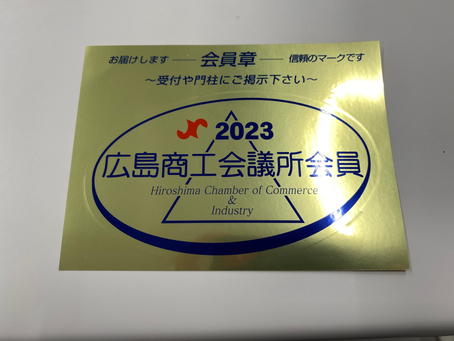 お届けします ── 会員章 ── 信頼のマークです
～受付や門柱にご掲示下さい～
2023
広島商工会議所会員
Hiroshima Chamber of Commerce
&
Industry